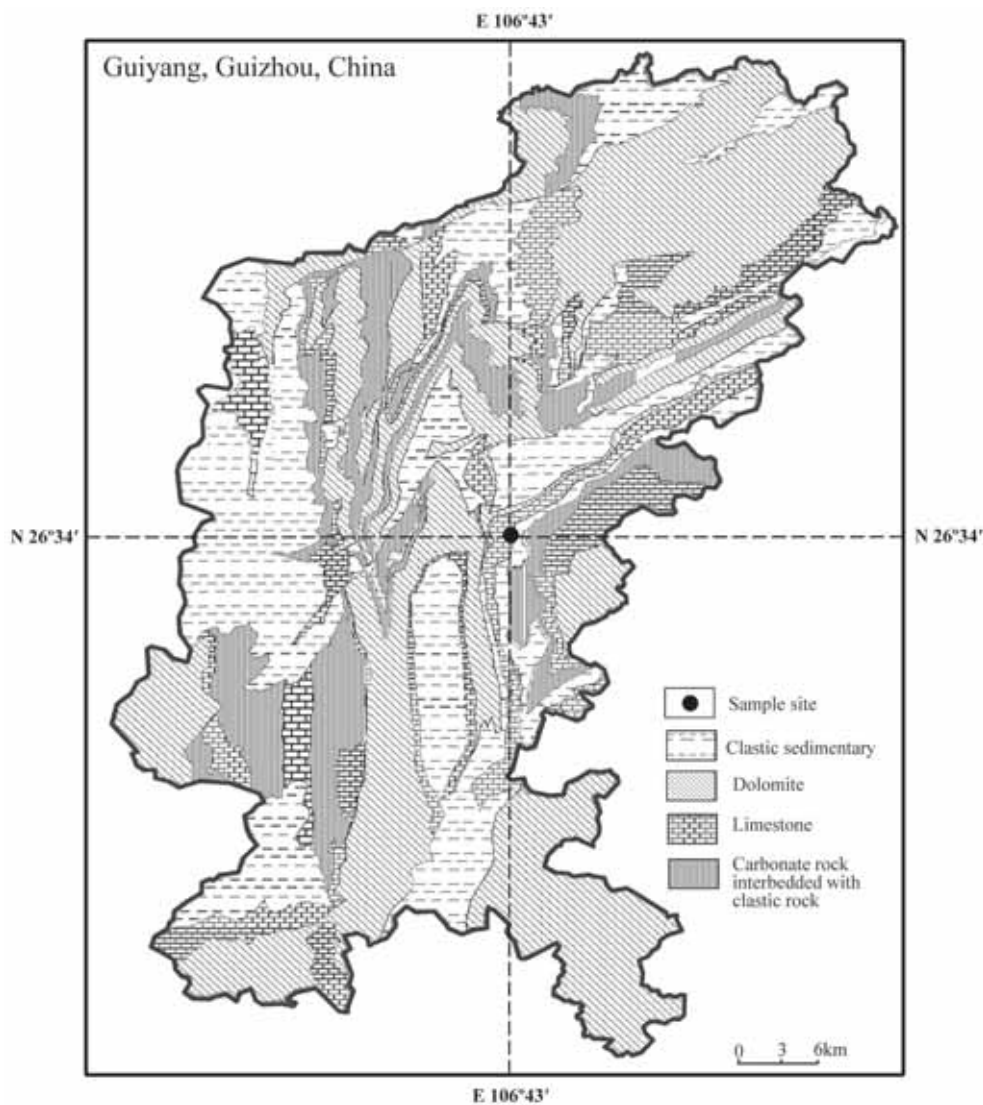 E 106°43'
Guiyang, Guizhou, China
N 26°34'
N 26°34'
Sample site
Clastic sedimentary
Dolomite
Limestone
Carbonate rock
interbedded with
clastic rock
0 3 6km
E 106°43'